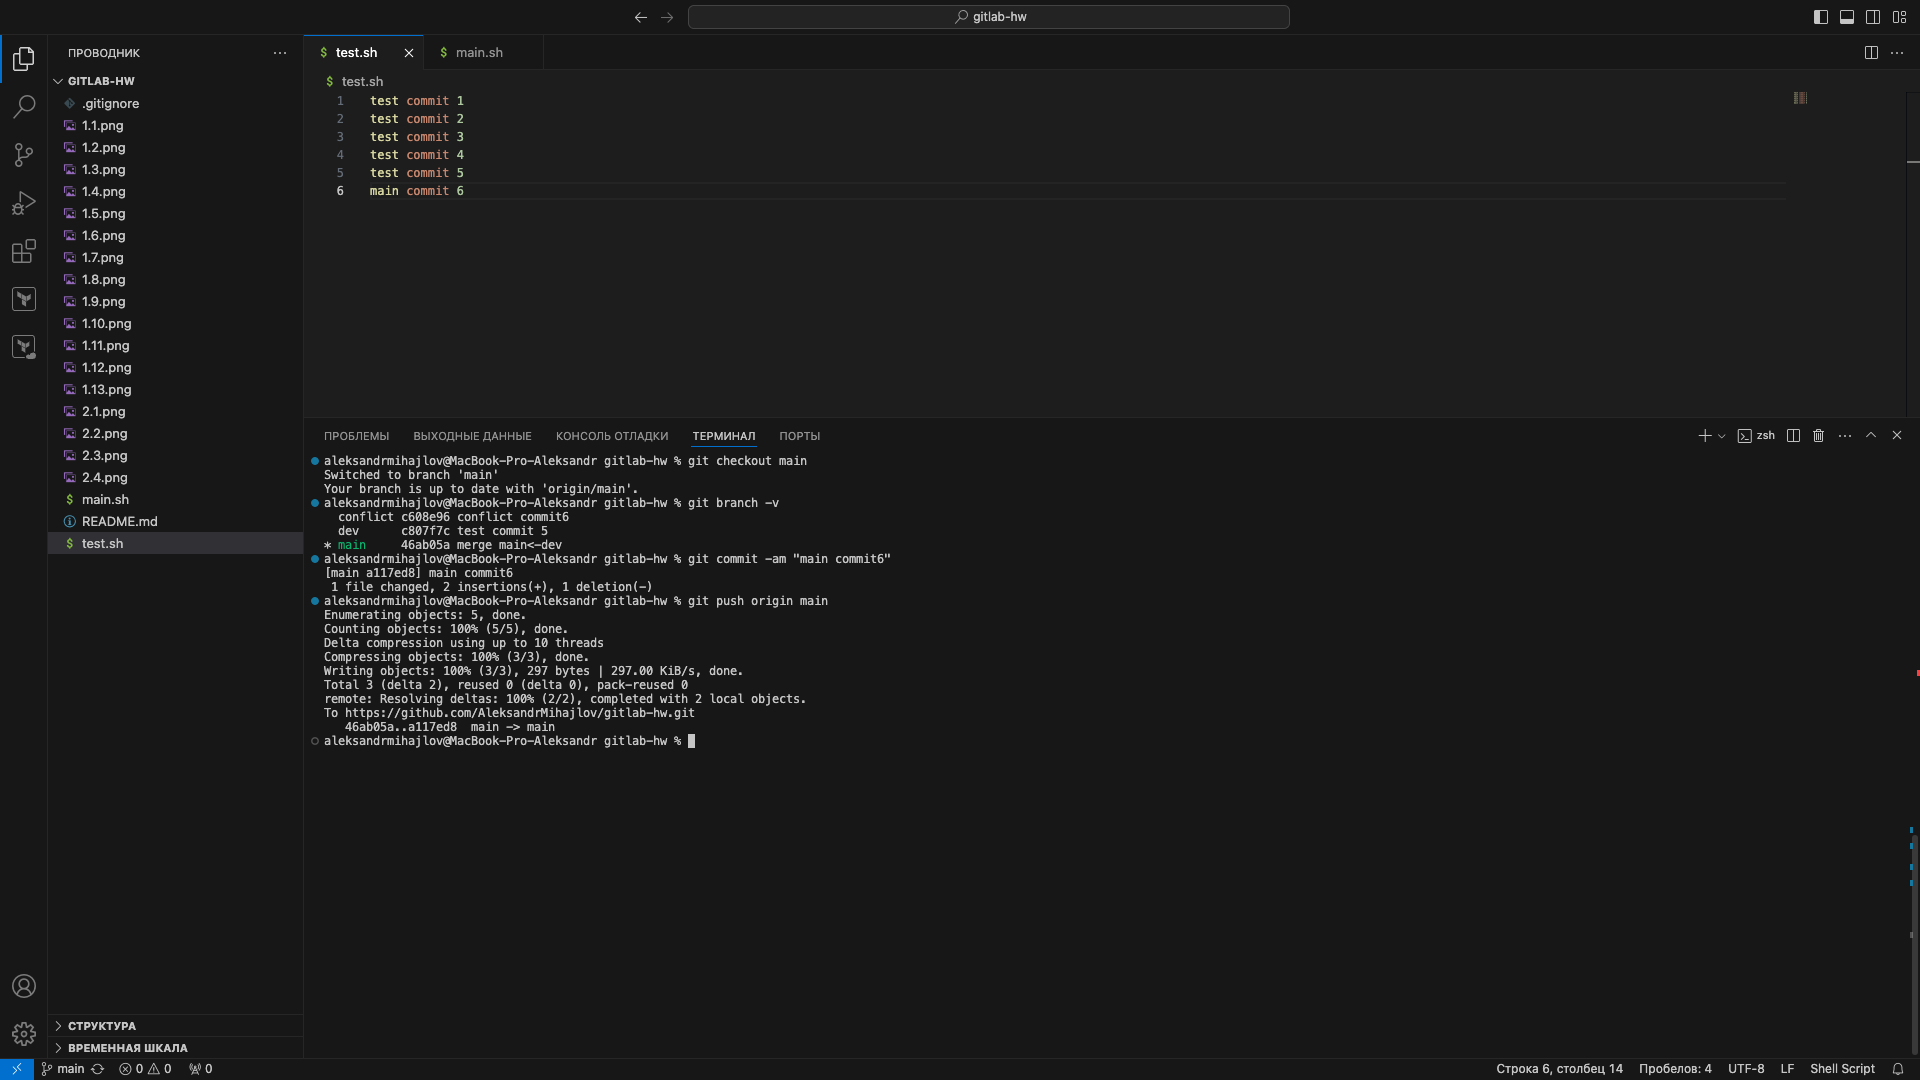 gitlab-hw
ПРОВОДНИК
GITLAB-HW
.gitignore
1.1.png
1.2.png
1.3.png
1.4.png
1.5.png
1.6.png
1.7.png
1.8.png
1.9.png
1.10.png
1.11.png
1.12.png
1.13.png
2.1.png
2.2.png
2.3.png
2.4.png
$ main.sh
README.md
$ test.sh
СТРУКТУРА
ВРЕМЕННАЯ ШКАЛА
$ test.sh
$ main.sh
$ test.sh
1 test commit 1
2 test commit 2
3 test commit 3
4 test commit 4
5 test commit 5
6 main commit 6
ПРОБЛЕМЫ ВЫХОДНЫЕ ДАННЫЕ КОНСОЛЬ ОТЛАДКИ ТЕРМИНАЛ ПОРТЫ
zsh
aleksandrmihajlov@MacBook-Pro-Aleksandr gitlab-hw % git checkout main
Switched to branch 'main'
Your branch is up to date with 'origin/main'.
aleksandrmihajlov@MacBook-Pro-Aleksandr gitlab-hw % git branch -v
conflict c608e96 conflict commit6
dev c807f7c test commit 5
* main 46ab05a merge main<-dev
aleksandrmihajlov@MacBook-Pro-Aleksandr gitlab-hw % git commit -am "main commit6"
[main a117ed8] main commit6
1 file changed, 2 insertions(+), 1 deletion(-)
aleksandrmihajlov@MacBook-Pro-Aleksandr gitlab-hw % git push origin main
Enumerating objects: 5, done.
Counting objects: 100% (5/5), done.
Delta compression using up to 10 threads
Compressing objects: 100% (3/3), done.
Writing objects: 100% (3/3), 297 bytes | 297.00 KiB/s, done.
Total 3 (delta 2), reused 0 (delta 0), pack-reused 0
remote: Resolving deltas: 100% (2/2), completed with 2 local objects.
To https://github.com/AleksandrMihajlov/gitlab-hw.git
46ab05a..a117ed8 main -> main
aleksandrmihajlov@MacBook-Pro-Aleksandr gitlab-hw %
main 0 0 0
Строка 6, столбец 14 Пробелов: 4 UTF-8 LF Shell Script